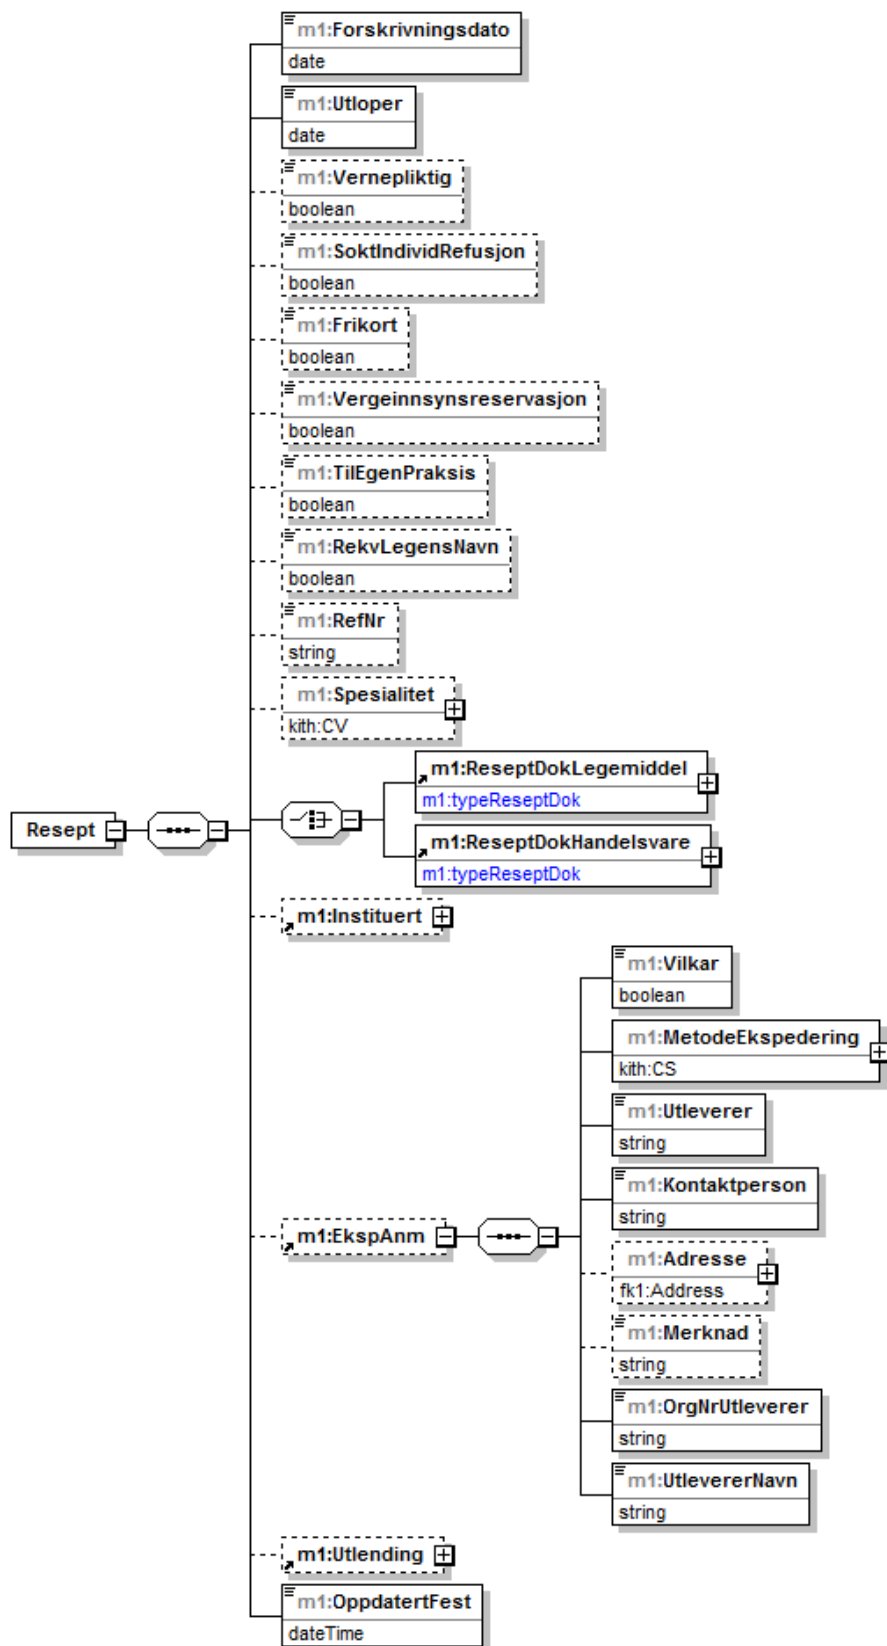 m1:Forskrivningsdato
date
m1:Utloper
date
m1:Vernepliktig
boolean
m1:SoktIndividRefusjon
boolean
m1:Frikort
boolean
m1:Vergeinnsynsreservasjon
boolean
m1:TilEgenPraksis
boolean
m1:RekvLegensNavn
boolean
m1:RefNr
string
m1:Spesialitet
kith:CV
Resept
m1:ReseptDokLegemiddel
m1:typeReseptDok
m1:ReseptDokHandelsvare
m1:typeReseptDok
m1:Instituert
m1:EkspAnm
m1:Vilkar
boolean
m1:MetodeEkspedering
kith:CS
m1:Utleverer
string
m1:Kontaktperson
string
m1:Adresse
fk1:Address
m1:Merknad
string
m1:OrgNrUtleverer
string
m1:UtlevererNavn
string
m1:Utlending
m1:OppdatertFest
dateTime